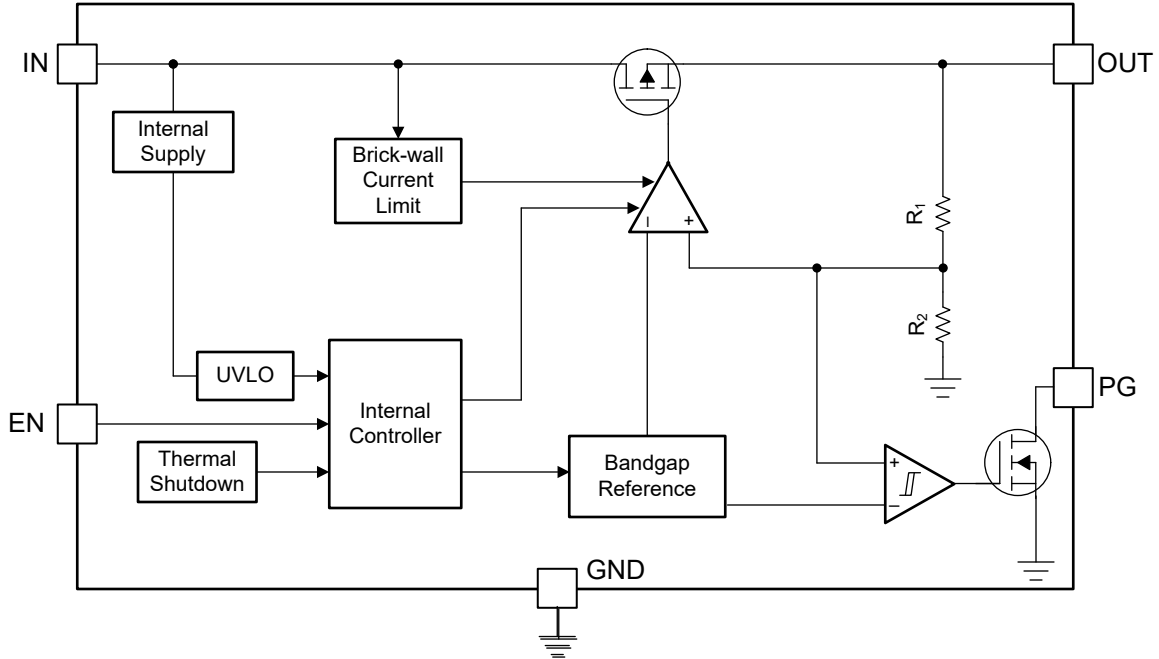 IN
OUT
Internal
Supply
Brick-wall
Current
Limit
R1
R2
UVLO
PG
EN
Internal
Controller
Thermal
Shutdown
Bandgap
Reference
GND